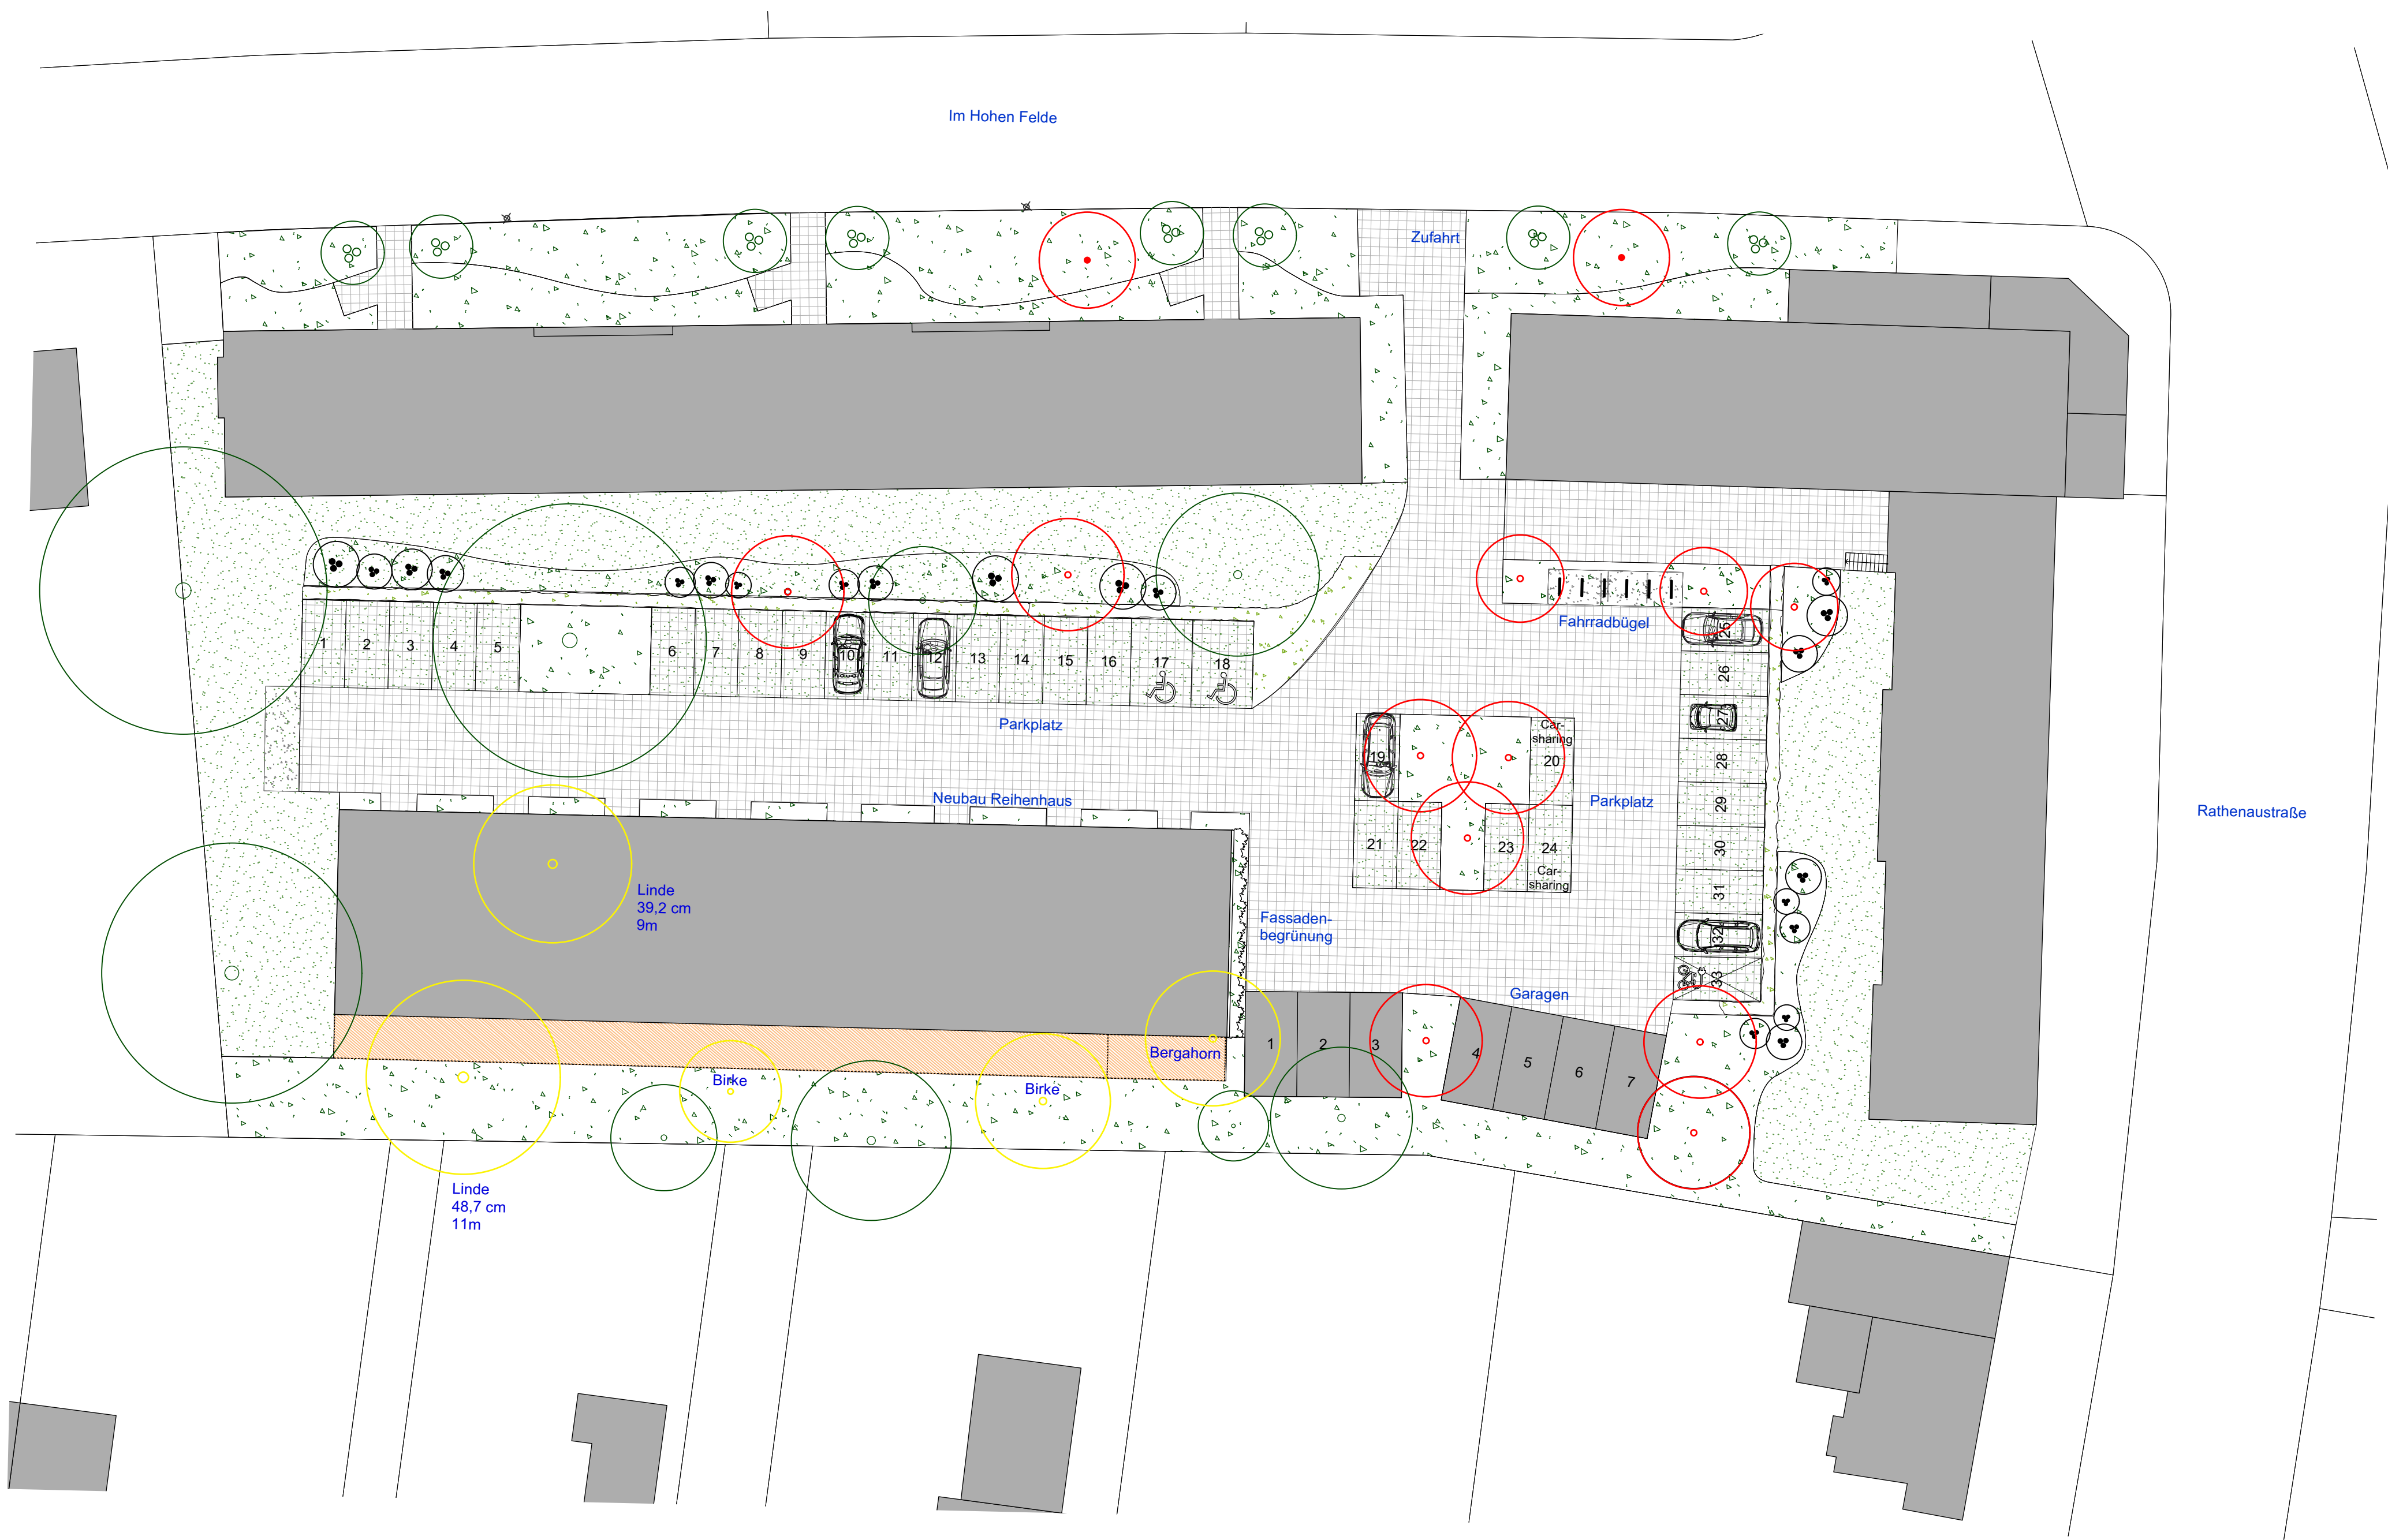 Im Hohen Felde
Zufahrt
Fahrradbügel
1 2 3 4 5 6 7 8 9 10 11 12 13 14 15 16 17 18
25
26
27
28
29
30
31
32
33
Parkplatz
Car-
sharing
19 20
21 22 23 24
Car-
sharing
Parkplatz
Neubau Reihenhaus
Rathenaustraße
Linde
39,2 cm
9m
Fassaden-
begrünung
Garagen
1 2 3 4 5 6 7
Bergahorn
Birke
Birke
Linde
48,7 cm
11m